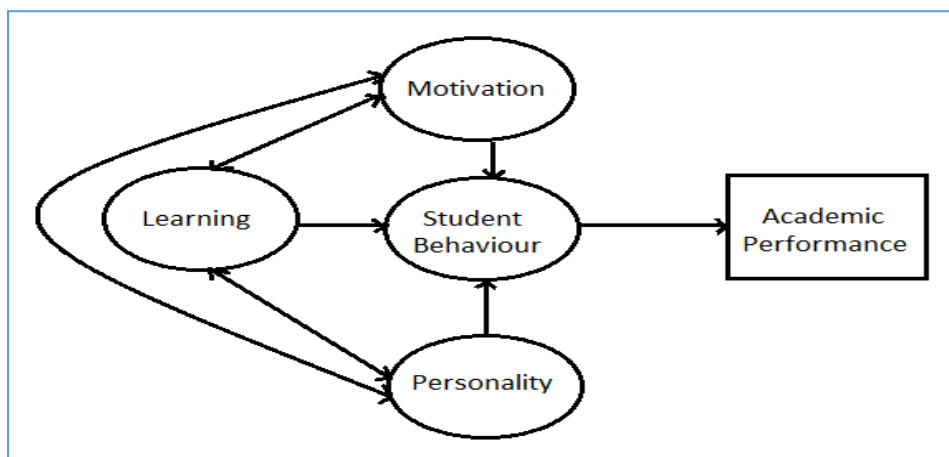 Motivation
Learning
Student
Behaviour
Academic
Performance
Personality